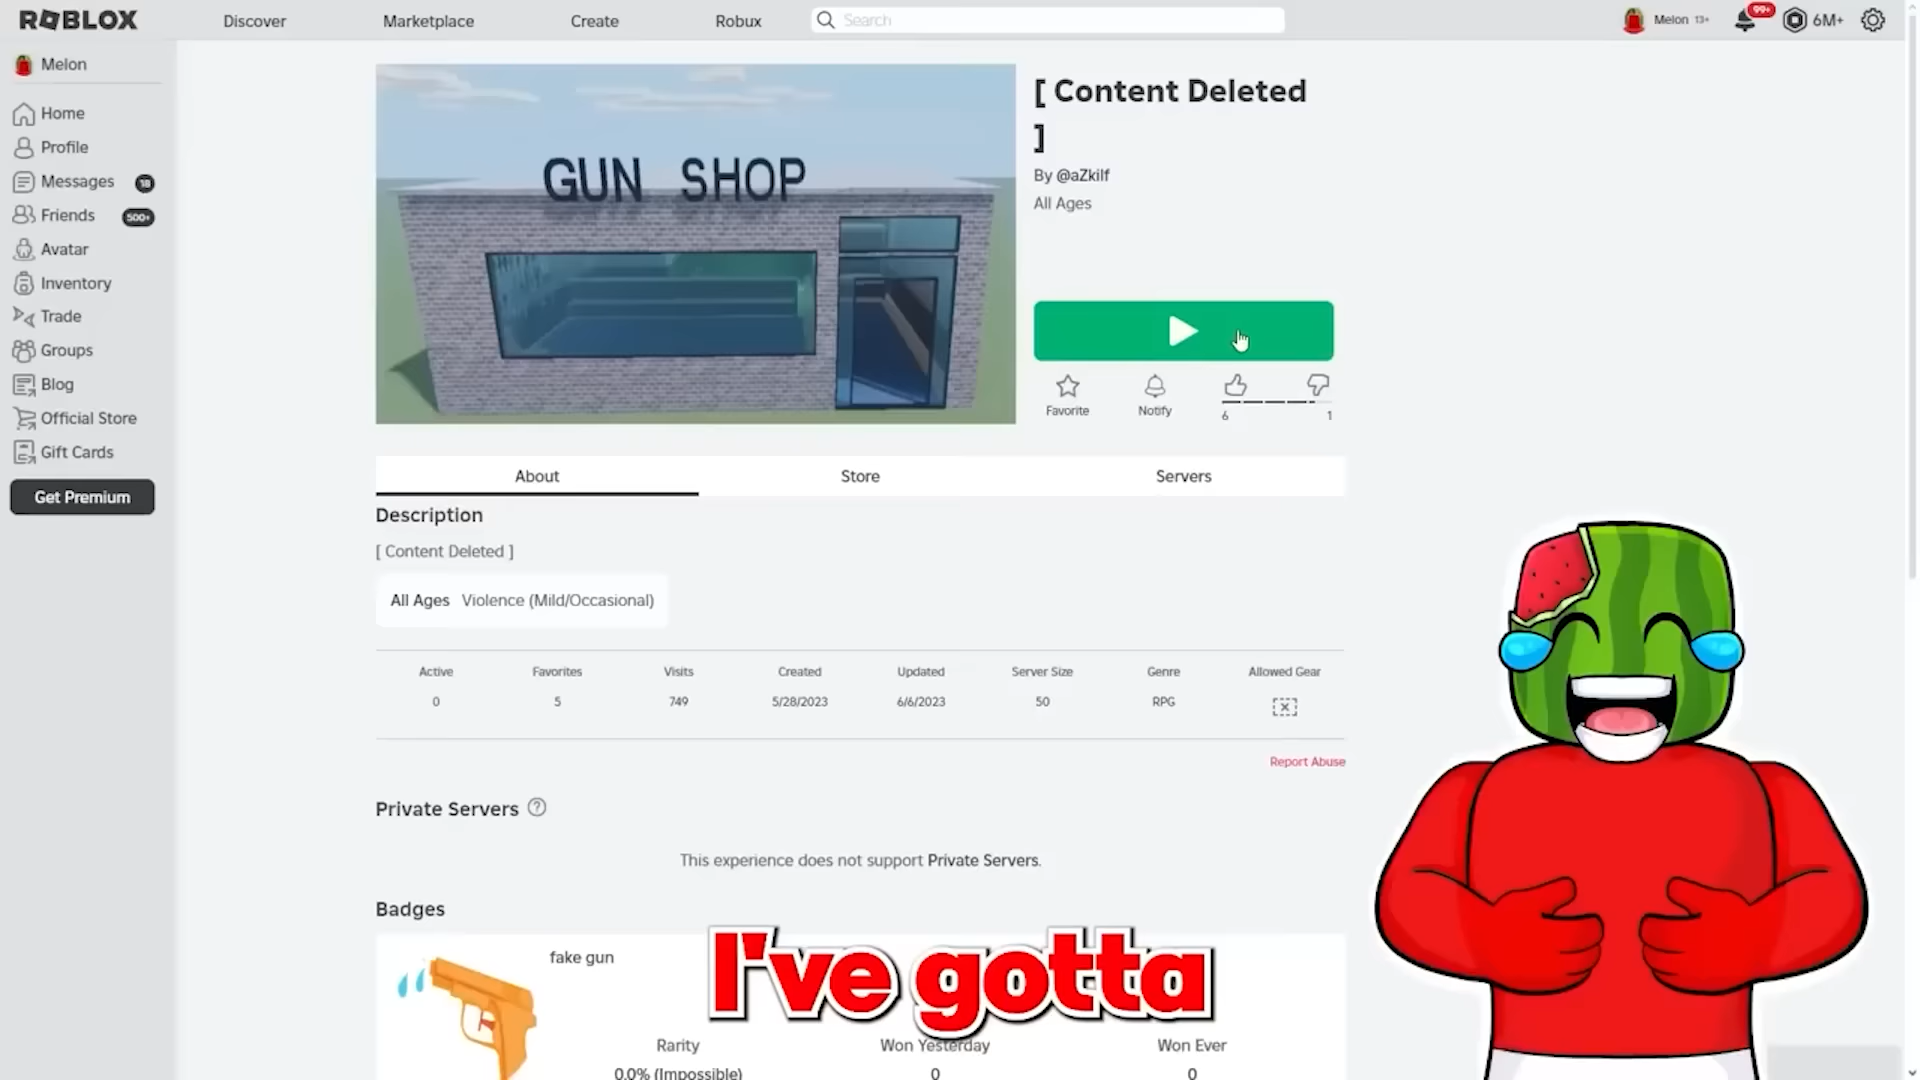 ROBLOX
Discover
Marketplace
Create
Robux
Search
Melon 13+
99+
6M+
Melon
Home
Profile
Messages
18
Friends
500+
Avatar
Inventory
Trade
Groups
Blog
Official Store
Gift Cards
Get Premium
GUN SHOP
[ Content Deleted
]
By @aZkilf
All Ages
Favorite
Notify
6
1
About
Store
Servers
Description
[ Content Deleted ]
All Ages Violence (Mild/Occasional)
Active Favorites Visits Created Updated Server Size Genre Allowed Gear
0 5 749 5/28/2023 6/6/2023 50 RPG
Report Abuse
Private Servers
This experience does not support Private Servers.
Badges
fake gun
I've gotta
Rarity Won Yesterday Won Ever
0.0% (Impossible) 0 0